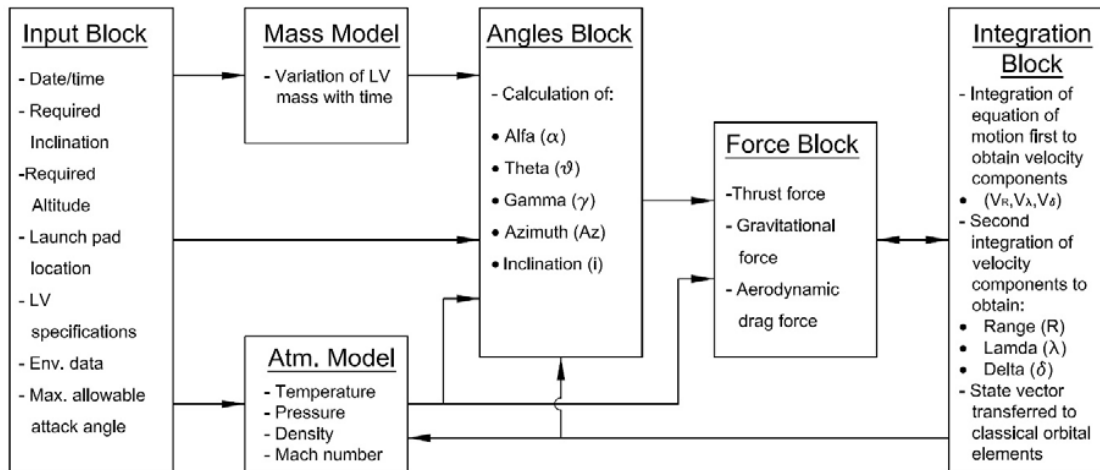 Input Block
- Date/time
- Required
Inclination
-Required
Altitude
- Launch pad
location
- LV
specifications
- Env. data
- Max. allowable
attack angle
Mass Model
- Variation of LV
mass with time
Atm. Model
- Temperature
- Pressure
- Density
- Mach number
Angles Block
- Calculation of:
• Alfa (α)
• Theta (ϑ)
• Gamma (γ)
• Azimuth (Az)
• Inclination (i)
Force Block
-Thrust force
- Gravitational
force
- Aerodynamic
drag force
Integration
Block
- Integration of
equation of
motion first to
obtain velocity
components
• (VR,Vλ,Vδ)
- Second
integration of
velocity
components to
obtain:
• Range (R)
• Lamda (λ)
• Delta (δ)
- State vector
transferred to
classical orbital
elements